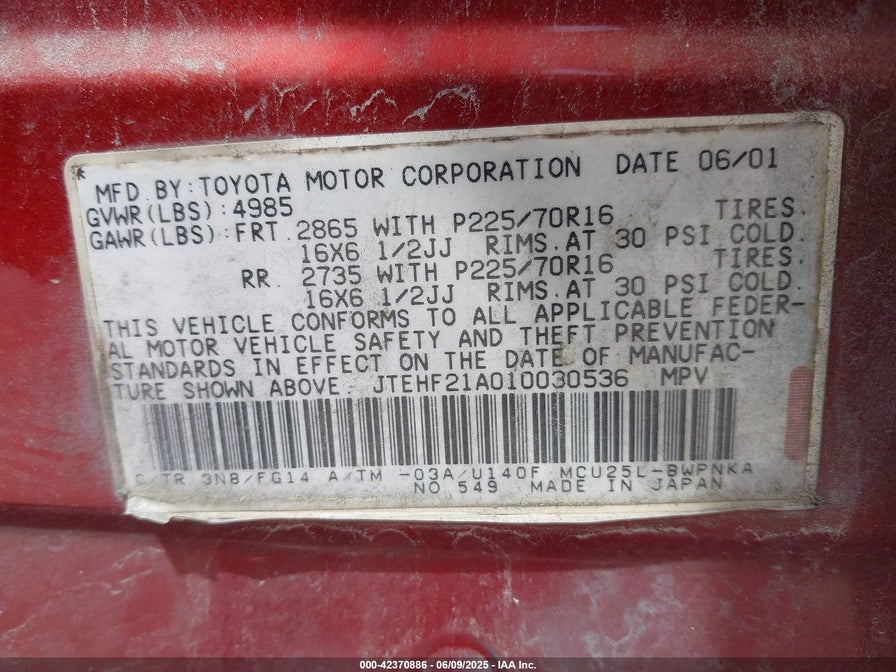 MFD. BY: TOYOTA MOTOR CORPORATION DATE 06/01
GVWR(LBS):4985
GAWR(LBS):FRT. 2865 WITH P225/70R16 TIRES.
16X6 1/2JJ RIMS. AT 30 PSI COLD.
RR. 2735 WITH P225/70R16 TIRES.
16X6 1/2JJ RIMS. AT 30 PSI COLD.
THIS VEHICLE CONFORMS TO ALL APPLICABLE FEDER-
AL MOTOR VEHICLE SAFETY AND THEFT PREVENTION
STANDARDS IN EFFECT ON THE DATE OF MANUFAC-
TURE SHOWN ABOVE. JTEHF21A010030536 MPV
C/TR 3N8/FG14 A/TM -03A/U140F MCU25L-BWPNKA
NO 549 MADE IN JAPAN
000-42370886 - 06/09/2025 - IAA Inc.